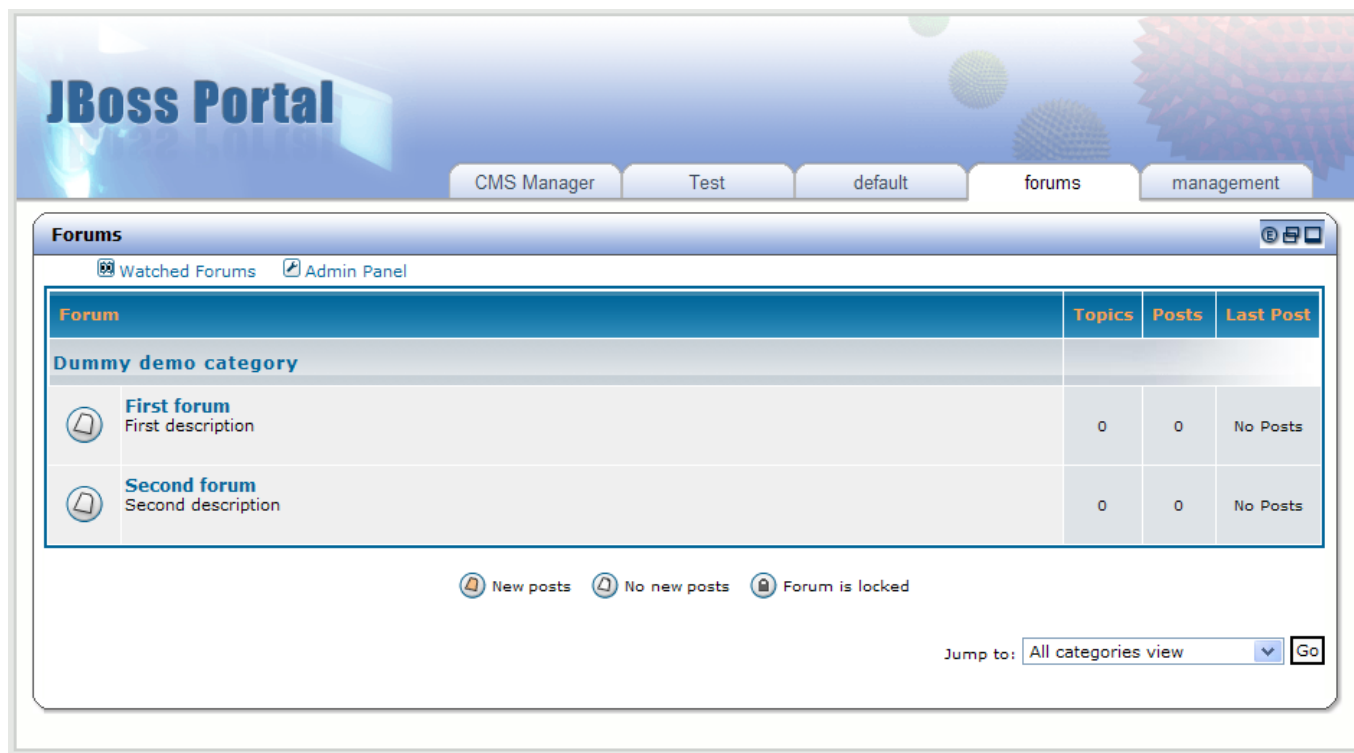 JBoss Portal
CMS Manager Test default forums management
Forums
Watched Forums Admin Panel
Forum Topics Posts Last Post
Dummy demo category
First forum
First description
0 0 No Posts
Second forum
Second description
0 0 No Posts
New posts No new posts Forum is locked
Jump to: All categories view Go